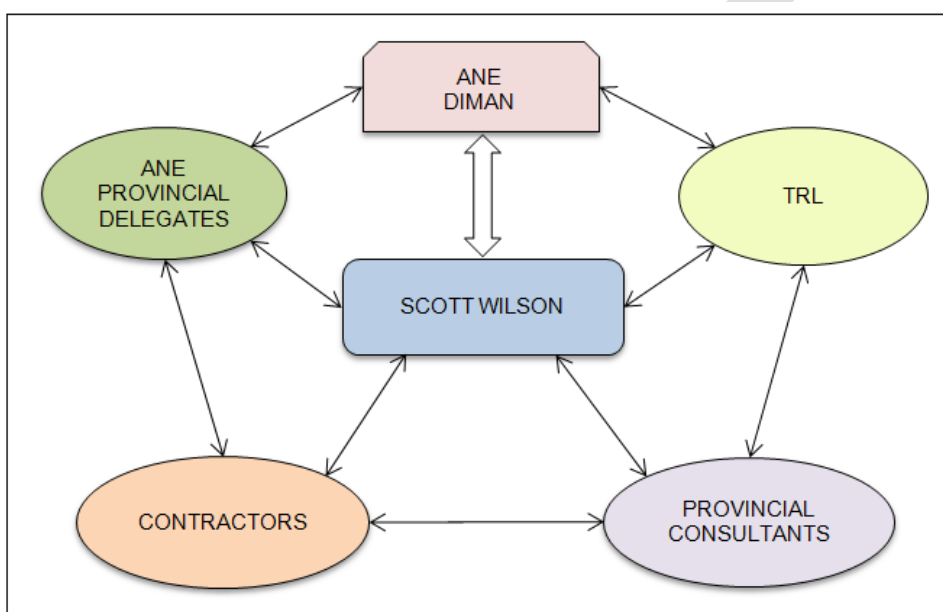 ANE
DIMAN
ANE
PROVINCIAL
DELEGATES
TRL
SCOTT WILSON
CONTRACTORS
PROVINCIAL
CONSULTANTS